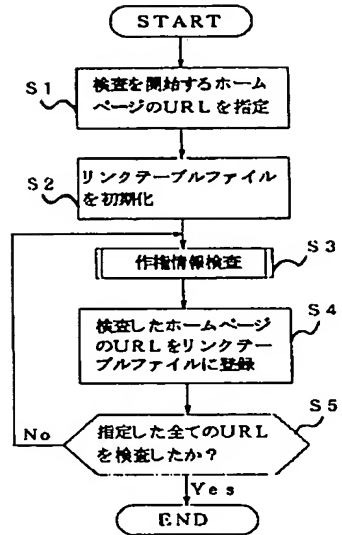 START
S1
検査を開始するホーム
ページのURLを指定
S2
リンクテーブルファイル
を初期化
作権情報検査
S3
検査したホームページ
のURLをリンクテー
ブルファイルに登録
S4
指定した全てのURL
を検査したか？
S5
No
Yes
END